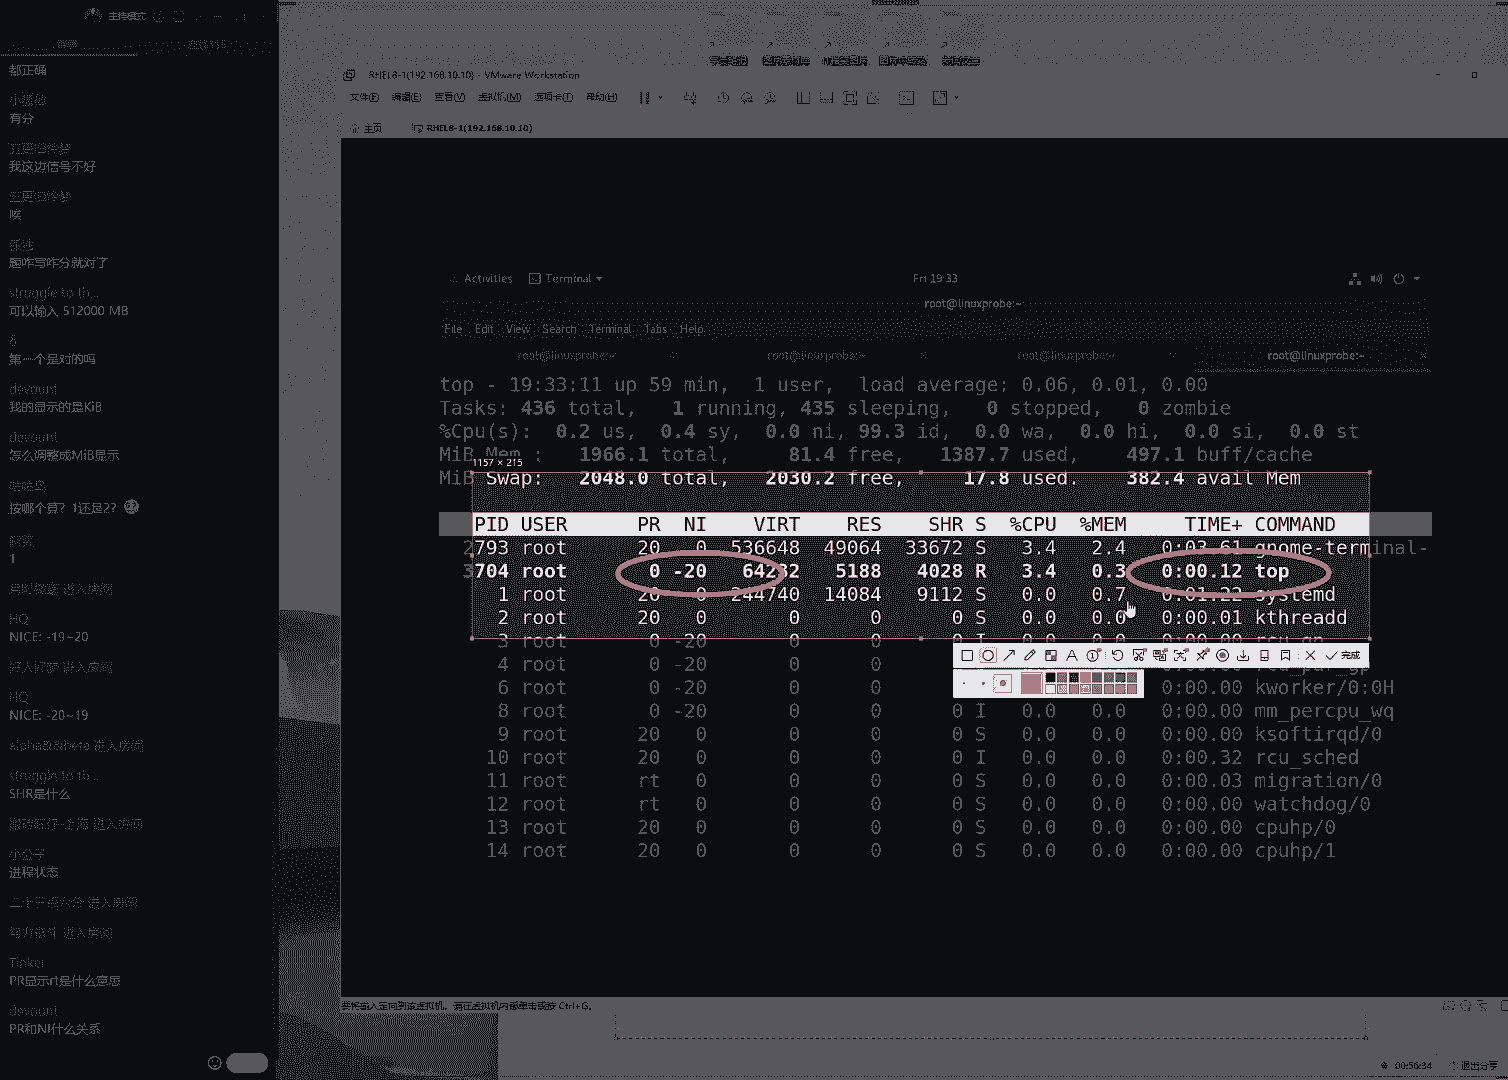 主持模式
都正确
有分
我这边信号不好
唉
题咋写咋分就对了
struggle to th...
可以输入 512000 MB
6
第一个是对的吗
devount
我的显示的是KiB
devount
怎么调整成MiB显示
按哪个算？1还是2？
1
进入房间
HQ
NICE: -19~20
进入房间
HQ
NICE: -20~19
alpha&&beta 进入房间
struggle to th...
SHR是什么
进入房间
小公子
进程状态
进入房间
进入房间
Tinker
PR显示rt是什么意思
devount
PR和NI什么关系
RHEL8-1(192.168.10.10) - VMware Workstation
文件(F) 编辑(E) 查看(V) 虚拟机(M) 选项卡(T) 帮助(H)
主页 RHEL8-1(192.168.10.10)
Activities Terminal Fri 19:33
root@linuxprobe:~
File Edit View Search Terminal Tabs Help
root@linuxprobe:~ root@linuxprobe:~ root@linuxprobe:~ root@linuxprobe:~
top - 19:33:11 up 59 min, 1 user, load average: 0.06, 0.01, 0.00
Tasks: 436 total, 1 running, 435 sleeping, 0 stopped, 0 zombie
%Cpu(s): 0.2 us, 0.4 sy, 0.0 ni, 99.3 id, 0.0 wa, 0.0 hi, 0.0 si, 0.0 st
MiB Mem : 1966.1 total, 81.4 free, 1387.7 used, 497.1 buff/cache
1157 × 215
MiB Swap: 2048.0 total, 2030.2 free, 17.8 used. 382.4 avail Mem
PID USER PR NI VIRT RES SHR S %CPU %MEM TIME+ COMMAND
2793 root 20 0 536648 49064 33672 S 3.4 2.4 0:03.61 gnome-terminal-
3704 root 0 -20 64232 5188 4028 R 3.4 0.3 0:00.12 top
1 root 20 0 244740 14084 9112 S 0.0 0.7 0:01.22 systemd
2 root 20 0 0 0 0 S 0.0 0.0 0:00.01 kthreadd
3 root 0 -20 0 0 0 I 0.0 0.0 0:00.00 rcu_gp
4 root 0 -20 0 0 0:00.00 rcu_par_gp
完成
6 root 0 -20 0 0 0:00.00 kworker/0:0H
8 root 0 -20 0 0 0 I 0.0 0.0 0:00.00 mm_percpu_wq
9 root 20 0 0 0 0 S 0.0 0.0 0:00.00 ksoftirqd/0
10 root 20 0 0 0 0 I 0.0 0.0 0:00.32 rcu_sched
11 root rt 0 0 0 0 S 0.0 0.0 0:00.03 migration/0
12 root rt 0 0 0 0 S 0.0 0.0 0:00.00 watchdog/0
13 root 20 0 0 0 0 S 0.0 0.0 0:00.00 cpuhp/0
14 root 20 0 0 0 0 S 0.0 0.0 0:00.00 cpuhp/1
要将输入定向到该虚拟机，请在虚拟机内部单击或按 Ctrl+G。
00:56:34 退出分享